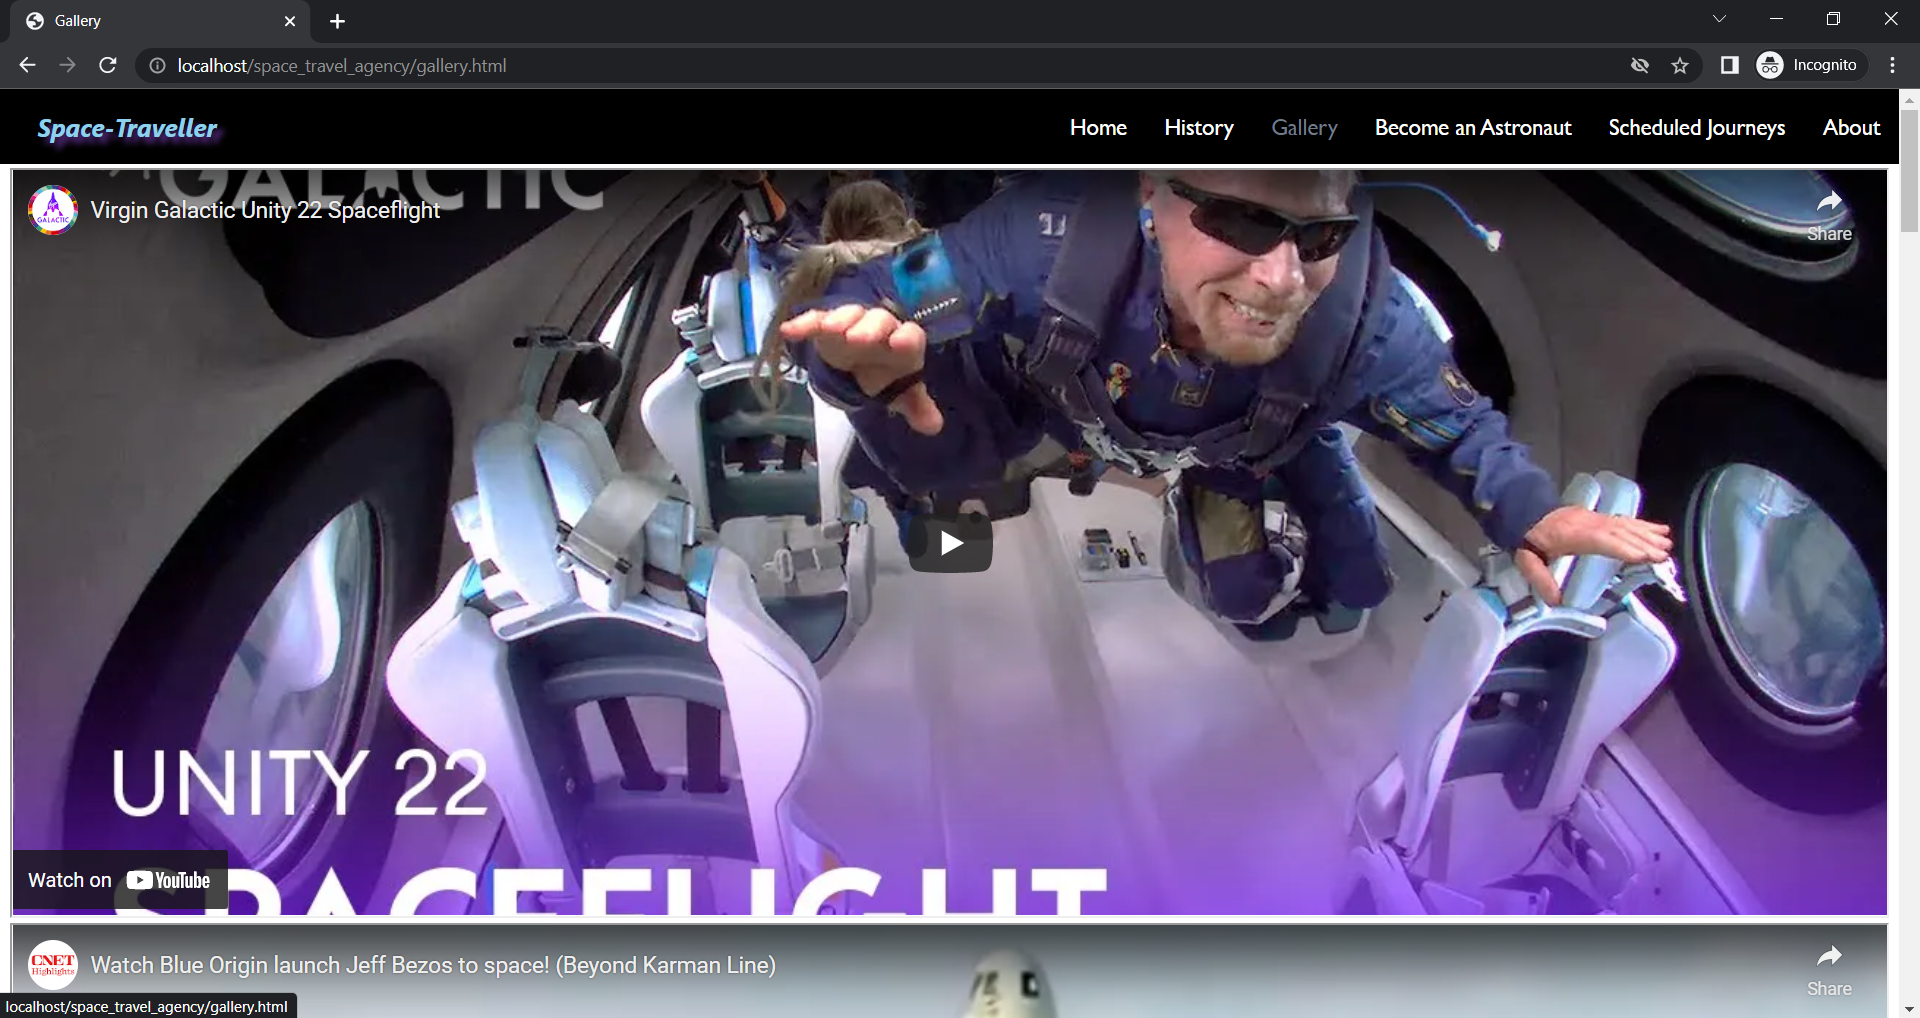 Gallery
localhost/space_travel_agency/gallery.html
Incognito
Space-Traveller
Home History Gallery Become an Astronaut Scheduled Journeys About
GALACTIC
GALACTIC
Virgin Galactic Unity 22 Spaceflight
Share
UNITY 22
SPACEFLIGHT
Watch on YouTube
CNET
Highlights
Watch Blue Origin launch Jeff Bezos to space! (Beyond Karman Line)
Share
localhost/space_travel_agency/gallery.html